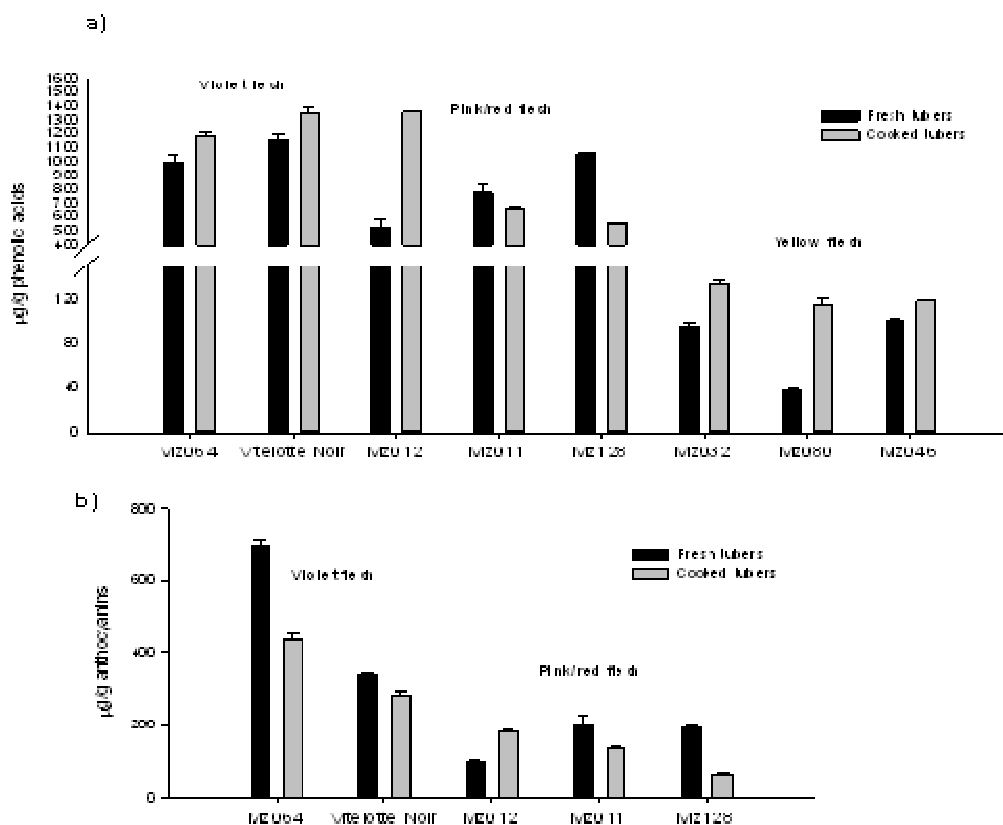 a)
1600
1500
1400
1300
1200
1100
1000
900
800
700
600
500
400
120
80
40
0
µg/g phenolic acids
Violet flesh
Pink/red flesh
Yellow flesh
Fresh tubers
Cooked tubers
MZ064 Vitelotte Noir MZ012 MZ011 MZ128 MZ032 MZ080 MZ046
b)
800
600
400
200
0
µg/g anthocyanins
Violet flesh
Pink/red flesh
Fresh tubers
Cooked tubers
MZ064 Vitelotte Noir MZ012 MZ011 MZ128